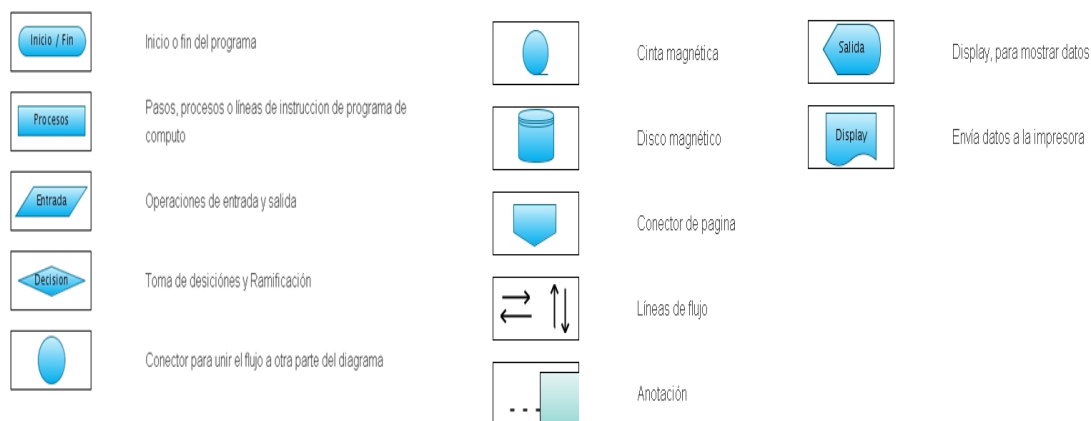 Inicio / Fin
Inicio o fin del programa
Procesos
Pasos, procesos o líneas de instruccion de programa de
computo
Entrada
Operaciones de entrada y salida
Decision
Toma de desiciónes y Ramificación
Conector para unir el flujo a otra parte del diagrama
Cinta magnética
Disco magnético
Conector de pagina
Líneas de flujo
Anotación
Salida
Display, para mostrar datos
Display
Envía datos a la impresora